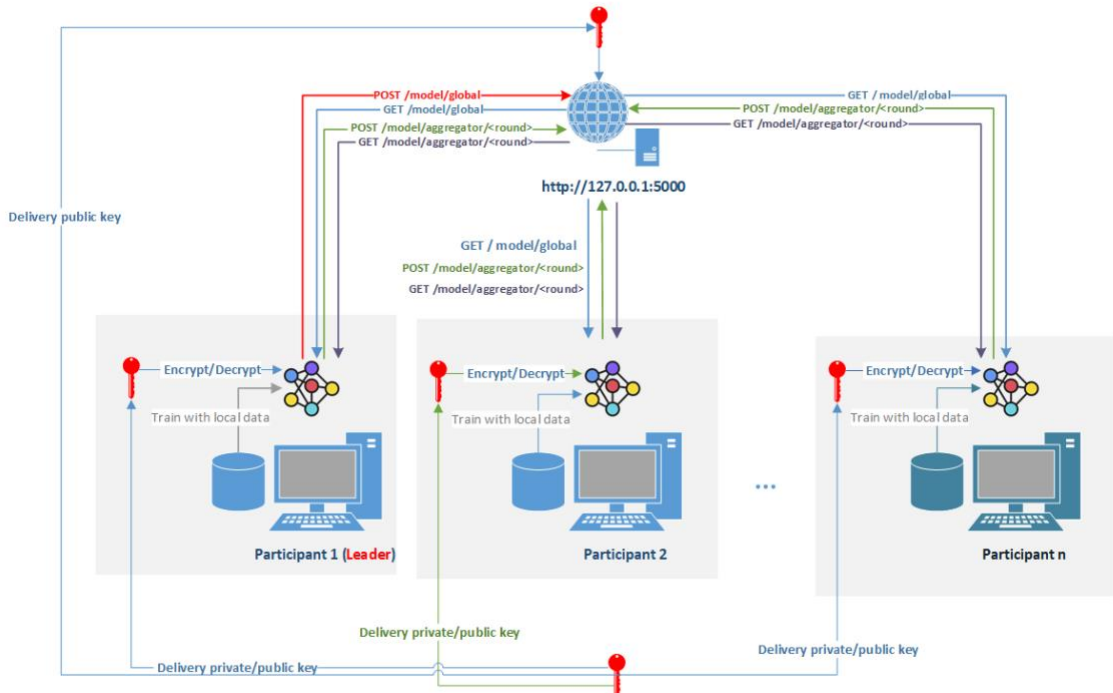 POST /model/global
GET /model/global
POST /model/aggregator/<round>
GET /model/aggregator/<round>
GET / model/global
POST /model/aggregator/<round>
GET /model/aggregator/<round>
http://127.0.0.1:5000
Delivery public key
GET / model/global
POST /model/aggregator/<round>
GET /model/aggregator/<round>
Encrypt/Decrypt
Train with local data
Participant 1 (Leader)
Encrypt/Decrypt
Train with local data
Participant 2
...
Encrypt/Decrypt
Train with local data
Participant n
Delivery private/public key
Delivery private/public key
Delivery private/public key